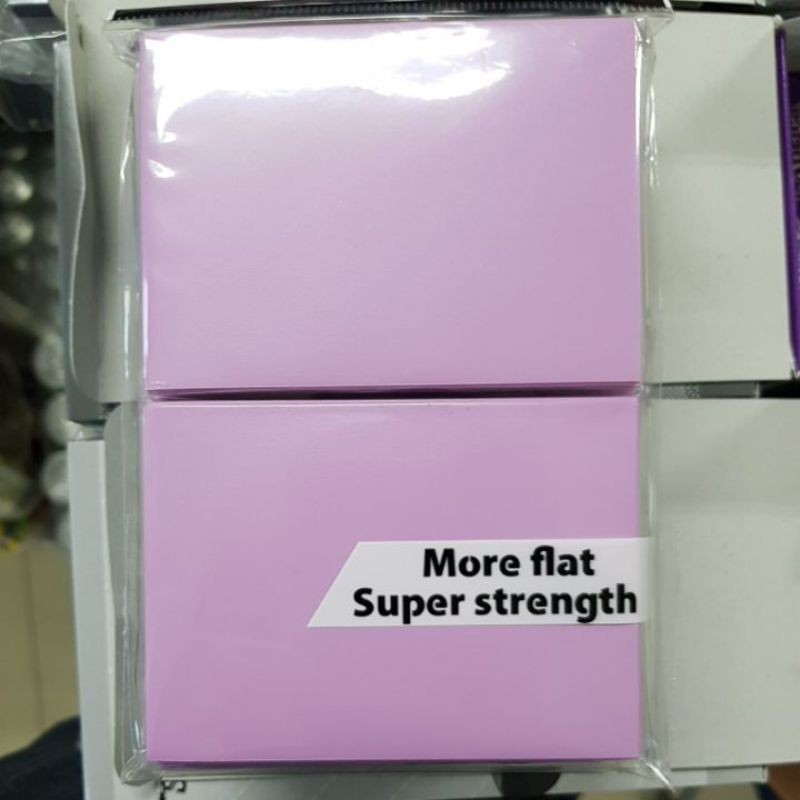 More flat
Super strength